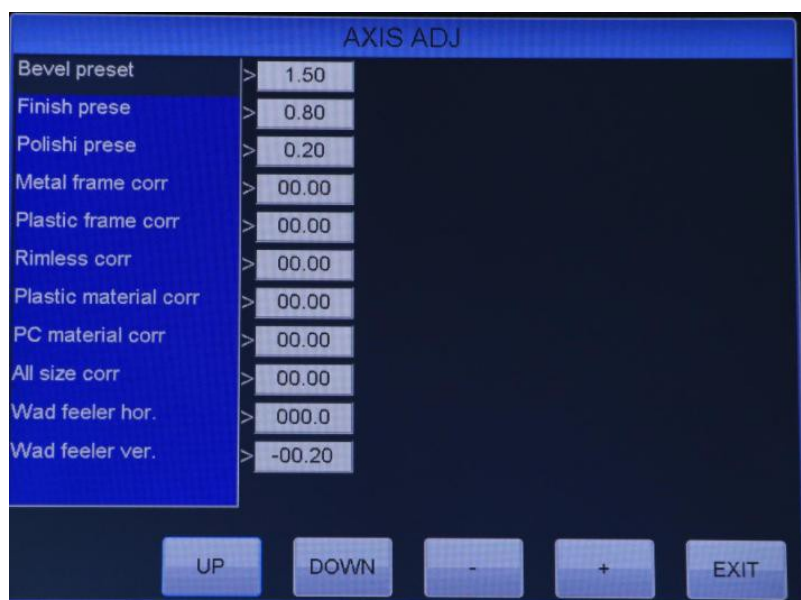 AXIS ADJ
Bevel preset > 1.50
Finish prese > 0.80
Polishi prese > 0.20
Metal frame corr > 00.00
Plastic frame corr > 00.00
Rimless corr > 00.00
Plastic material corr > 00.00
PC material corr > 00.00
All size corr > 00.00
Wad feeler hor. > 000.0
Wad feeler ver. > -00.20
UP DOWN - + EXIT